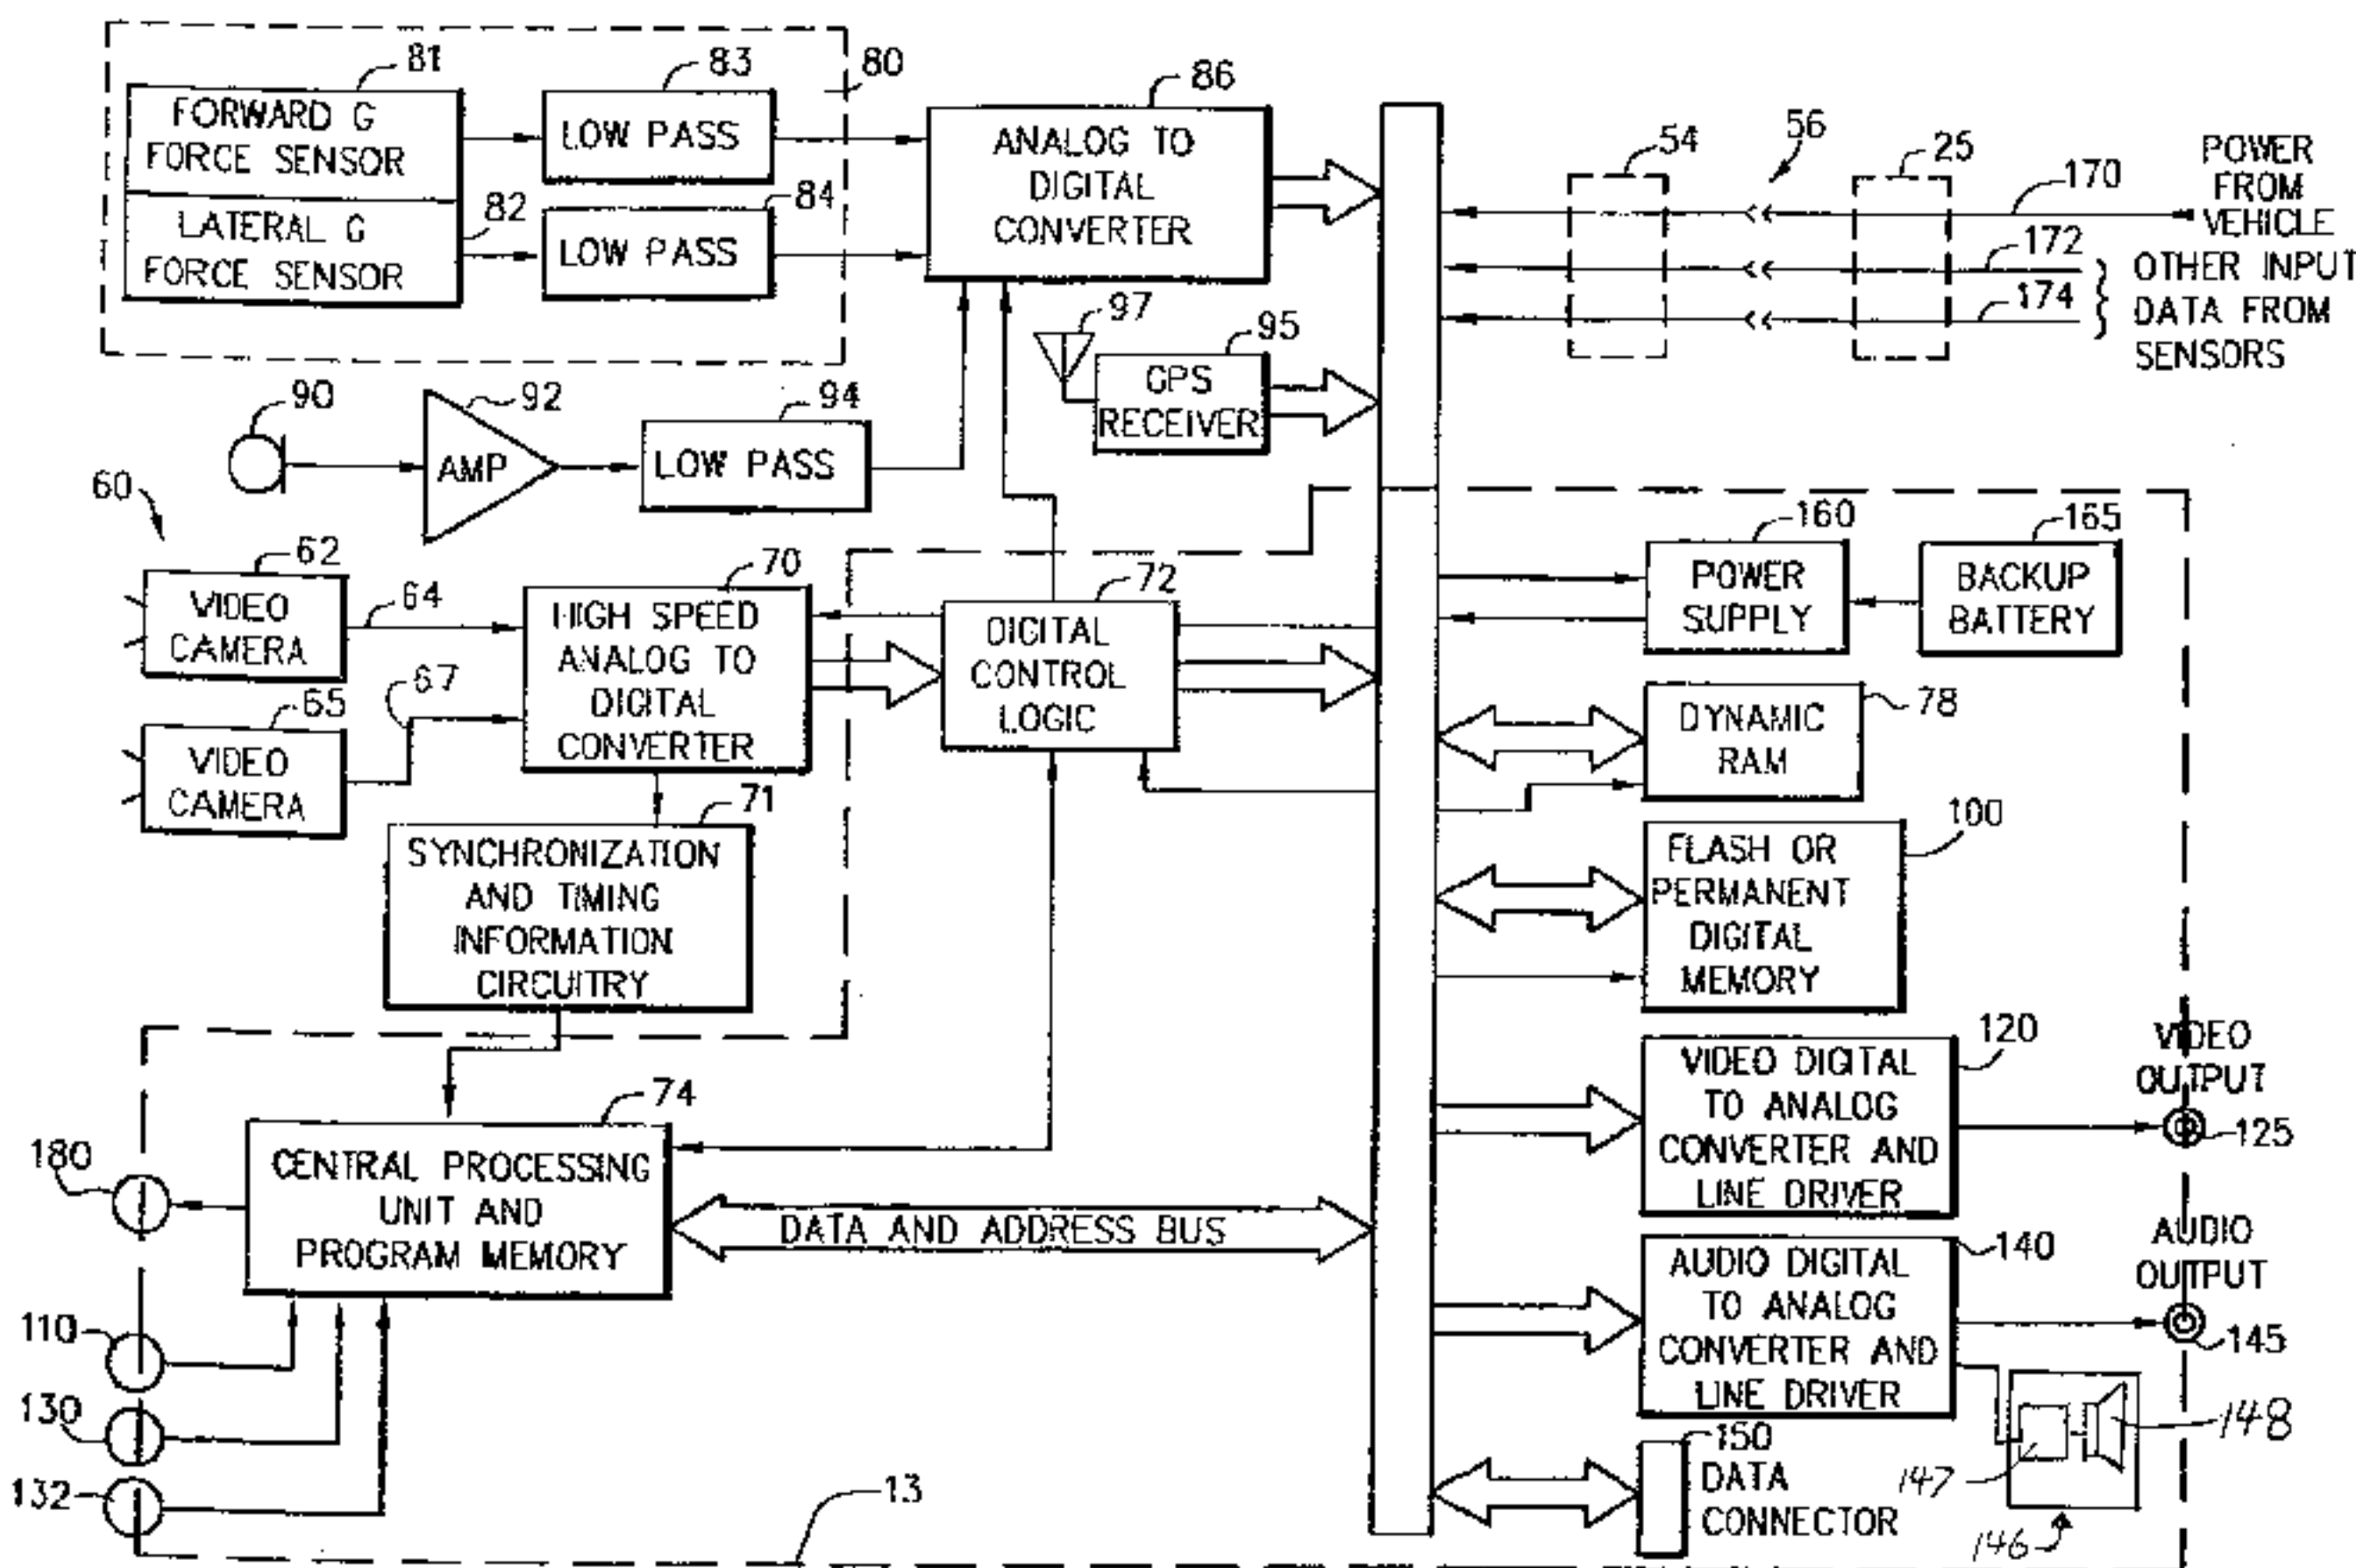 81
FORWARD G
FORCE SENSOR
LATERAL G
FORCE SENSOR
82
83
LOW PASS
84
LOW PASS
80
86
ANALOG TO
DIGITAL
CONVERTER
54
56
25
170
POWER
FROM
VEHICLE
172
174
OTHER INPUT
DATA FROM
SENSORS
97
95
GPS
RECEIVER
90
92
AMP
94
LOW PASS
60
62
VIDEO
CAMERA
64
65
VIDEO
CAMERA
67
70
HIGH SPEED
ANALOG TO
DIGITAL
CONVERTER
72
DIGITAL
CONTROL
LOGIC
71
SYNCHRONIZATION
AND TIMING
INFORMATION
CIRCUITRY
160
POWER
SUPPLY
165
BACKUP
BATTERY
78
DYNAMIC
RAM
100
FLASH OR
PERMANENT
DIGITAL
MEMORY
120
VIDEO DIGITAL
TO ANALOG
CONVERTER AND
LINE DRIVER
VIDEO
OUTPUT
125
74
CENTRAL PROCESSING
UNIT AND
PROGRAM MEMORY
180
DATA AND ADDRESS BUS
110
130
132
13
140
AUDIO DIGITAL
TO ANALOG
CONVERTER AND
LINE DRIVER
AUDIO
OUTPUT
145
148
147
146
150
DATA
CONNECTOR